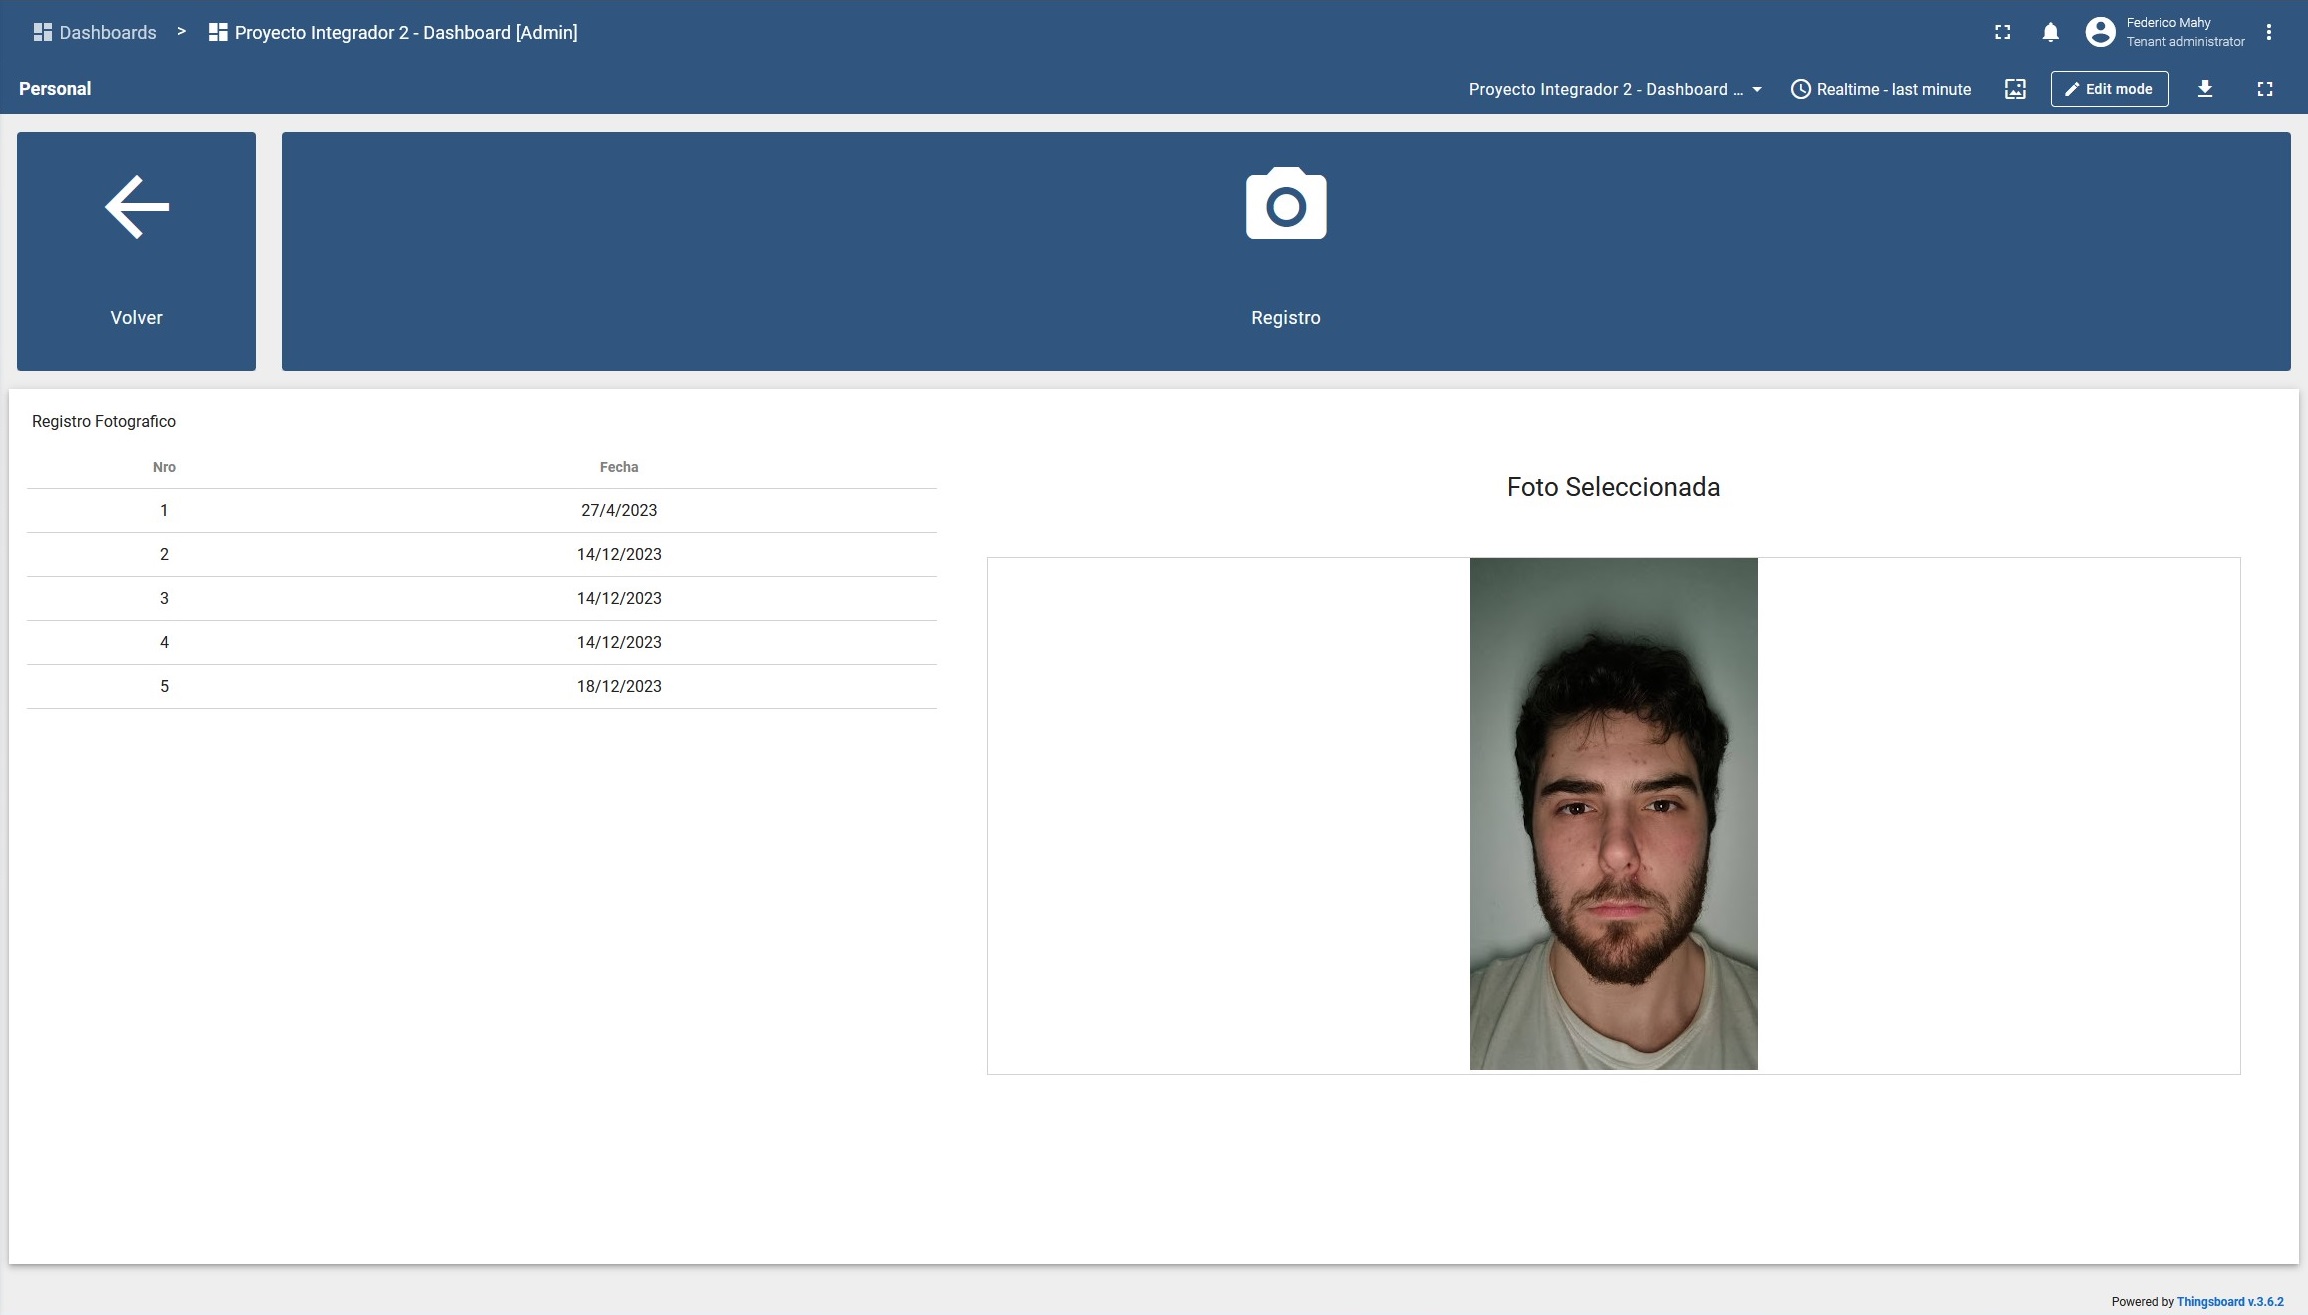 Dashboards > Proyecto Integrador 2 - Dashboard [Admin]
Federico Mahy
Tenant administrator
Personal
Proyecto Integrador 2 - Dashboard ...
Realtime - last minute
Edit mode
Volver
Registro
Registro Fotografico
Nro Fecha
1 27/4/2023
2 14/12/2023
3 14/12/2023
4 14/12/2023
5 18/12/2023
Foto Seleccionada
Powered by Thingsboard v.3.6.2